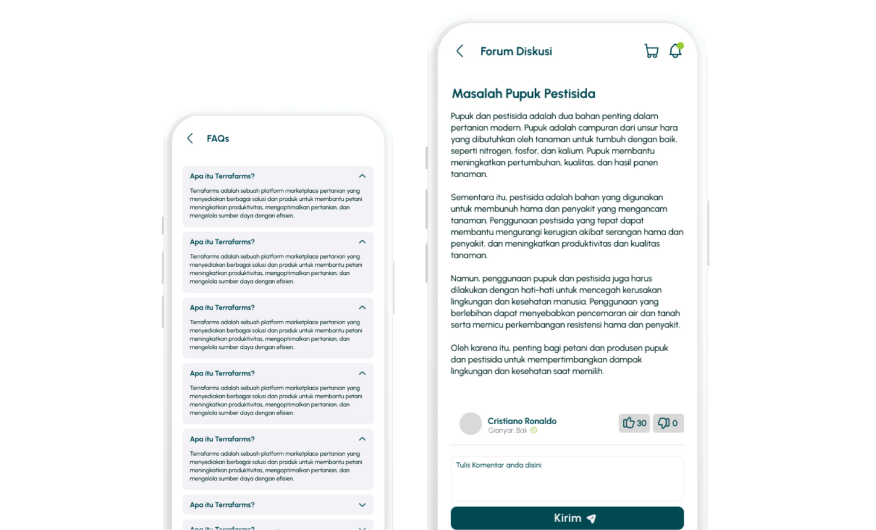 FAQs
Apa itu Terrafarms?
Terrafarms adalah sebuah platform marketplace pertanian yang
menyediakan berbagai solusi dan produk untuk membantu petani
meningkatkan produktivitas, mengoptimalkan pertanian, dan
mengelola sumber daya dengan efisien.
Apa itu Terrafarms?
Terrafarms adalah sebuah platform marketplace pertanian yang
menyediakan berbagai solusi dan produk untuk membantu petani
meningkatkan produktivitas, mengoptimalkan pertanian, dan
mengelola sumber daya dengan efisien.
Apa itu Terrafarms?
Terrafarms adalah sebuah platform marketplace pertanian yang
menyediakan berbagai solusi dan produk untuk membantu petani
meningkatkan produktivitas, mengoptimalkan pertanian, dan
mengelola sumber daya dengan efisien.
Apa itu Terrafarms?
Terrafarms adalah sebuah platform marketplace pertanian yang
menyediakan berbagai solusi dan produk untuk membantu petani
meningkatkan produktivitas, mengoptimalkan pertanian, dan
mengelola sumber daya dengan efisien.
Apa itu Terrafarms?
Terrafarms adalah sebuah platform marketplace pertanian yang
menyediakan berbagai solusi dan produk untuk membantu petani
meningkatkan produktivitas, mengoptimalkan pertanian, dan
mengelola sumber daya dengan efisien.
Apa itu Terrafarms?
Apa itu Terrafarms?
Forum Diskusi
Masalah Pupuk Pestisida
Pupuk dan pestisida adalah dua bahan penting dalam
pertanian modern. Pupuk adalah campuran dari unsur hara
yang dibutuhkan oleh tanaman untuk tumbuh dengan baik,
seperti nitrogen, fosfor, dan kalium. Pupuk membantu
meningkatkan pertumbuhan, kualitas, dan hasil panen
tanaman.
Sementara itu, pestisida adalah bahan yang digunakan
untuk membunuh hama dan penyakit yang mengancam
tanaman. Penggunaan pestisida yang tepat dapat
membantu mengurangi kerugian akibat serangan hama dan
penyakit, dan meningkatkan produktivitas dan kualitas
tanaman.
Namun, penggunaan pupuk dan pestisida juga harus
dilakukan dengan hati-hati untuk mencegah kerusakan
lingkungan dan kesehatan manusia. Penggunaan yang
berlebihan dapat menyebabkan pencemaran air dan tanah
serta memicu perkembangan resistensi hama dan penyakit.
Oleh karena itu, penting bagi petani dan produsen pupuk
dan pestisida untuk mempertimbangkan dampak
lingkungan dan kesehatan saat memilih.
Cristiano Ronaldo
Gianyar, Bali
30
0
Tulis Komentar anda disini
Kirim